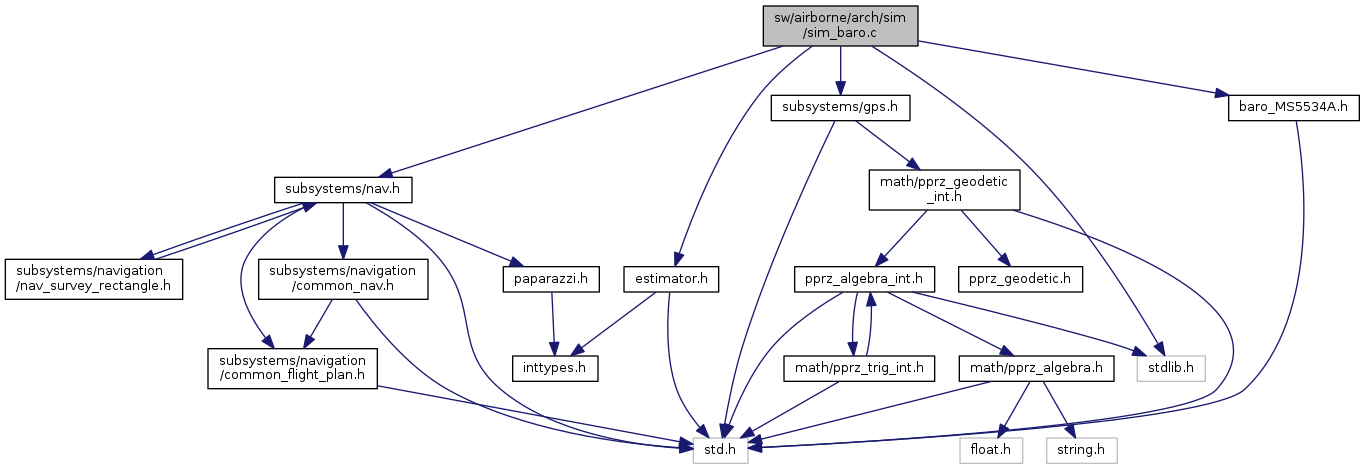 sw/airborne/arch/sim
/sim_baro.c
subsystems/gps.h
baro_MS5534A.h
subsystems/nav.h
math/pprz_geodetic
_int.h
subsystems/navigation
/nav_survey_rectangle.h
subsystems/navigation
/common_nav.h
paparazzi.h
estimator.h
pprz_algebra_int.h
pprz_geodetic.h
subsystems/navigation
/common_flight_plan.h
inttypes.h
math/pprz_trig_int.h
math/pprz_algebra.h
stdlib.h
std.h
float.h
string.h